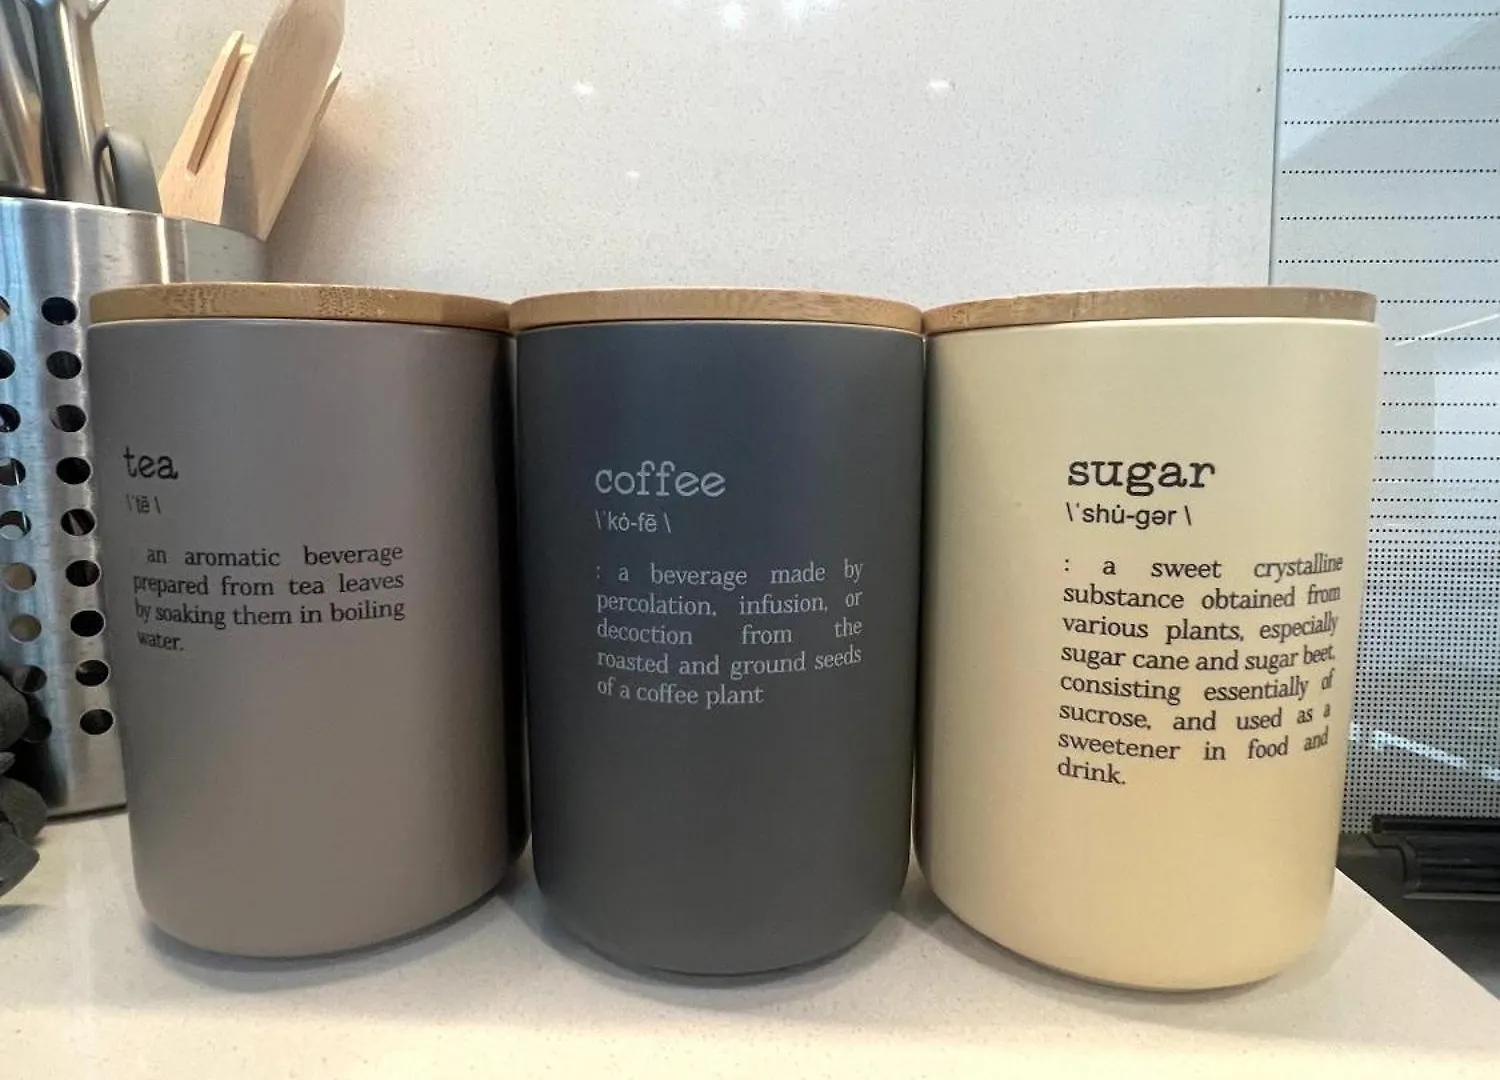 tea
\ˈtē \
an aromatic beverage
prepared from tea leaves
by soaking them in boiling
water.
coffee
\ˈkȯ-fē \
: a beverage made by
percolation, infusion, or
decoction from the
roasted and ground seeds
of a coffee plant
sugar
\ˈshu̇-gər \
: a sweet crystalline
substance obtained from
various plants, especially
sugar cane and sugar beet,
consisting essentially of
sucrose, and used as a
sweetener in food and
drink.